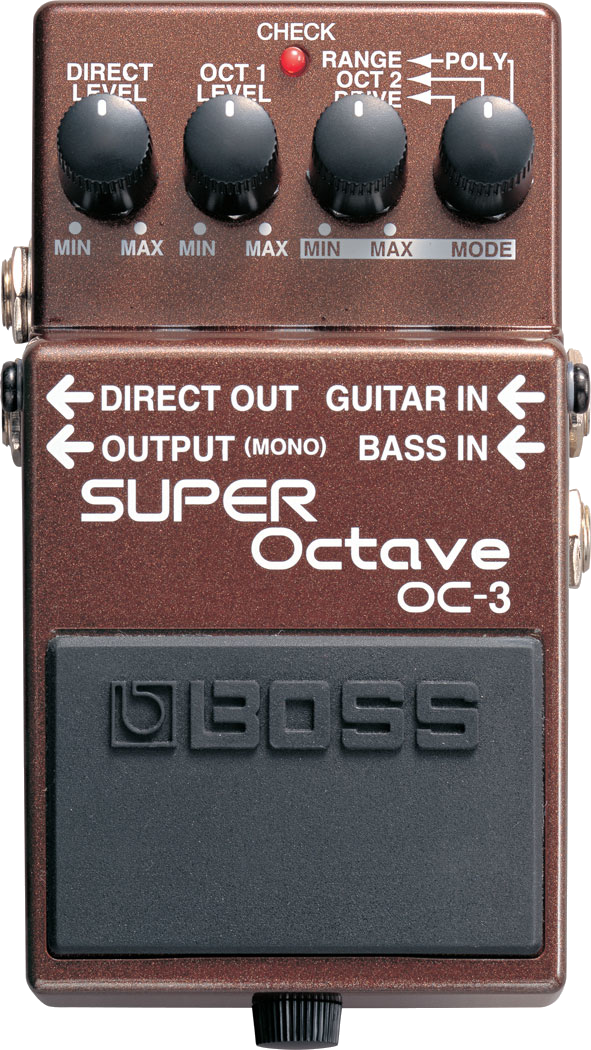 CHECK
DIRECT
LEVEL
OCT 1
LEVEL
RANGE
OCT 2
DRIVE
POLY
MIN MAX MIN MAX MIN MAX MODE
DIRECT OUT GUITAR IN
OUTPUT (MONO) BASS IN
SUPER
Octave
OC-3
BOSS